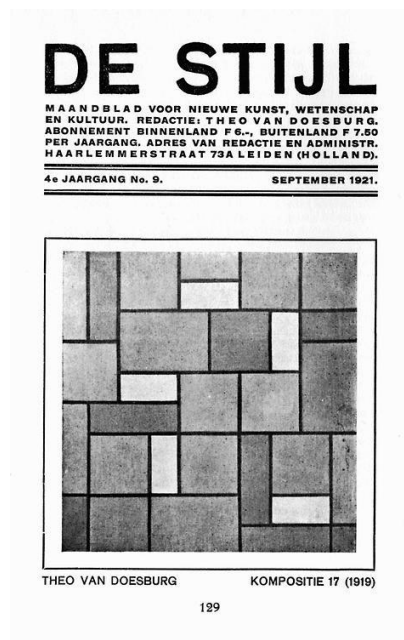 DE STIJL
MAANDBLAD VOOR NIEUWE KUNST, WETENSCHAP
EN KULTUUR. REDACTIE: THEO VAN DOESBURG.
ABONNEMENT BINNENLAND F 6.-, BUITENLAND F 7.50
PER JAARGANG. ADRES VAN REDACTIE EN ADMINISTR.
HAARLEMMERSTRAAT 73A LEIDEN (HOLLAND).
4e JAARGANG No. 9. SEPTEMBER 1921.
THEO VAN DOESBURG KOMPOSITIE 17 (1919)
129